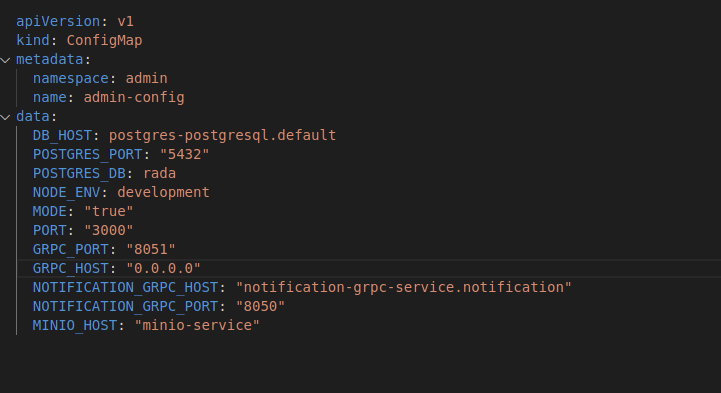 apiVersion: v1
kind: ConfigMap
metadata:
  namespace: admin
  name: admin-config
data:
  DB_HOST: postgres-postgresql.default
  POSTGRES_PORT: "5432"
  POSTGRES_DB: rada
  NODE_ENV: development
  MODE: "true"
  PORT: "3000"
  GRPC_PORT: "8051"
  GRPC_HOST: "0.0.0.0"
  NOTIFICATION_GRPC_HOST: "notification-grpc-service.notification"
  NOTIFICATION_GRPC_PORT: "8050"
  MINIO_HOST: "minio-service"